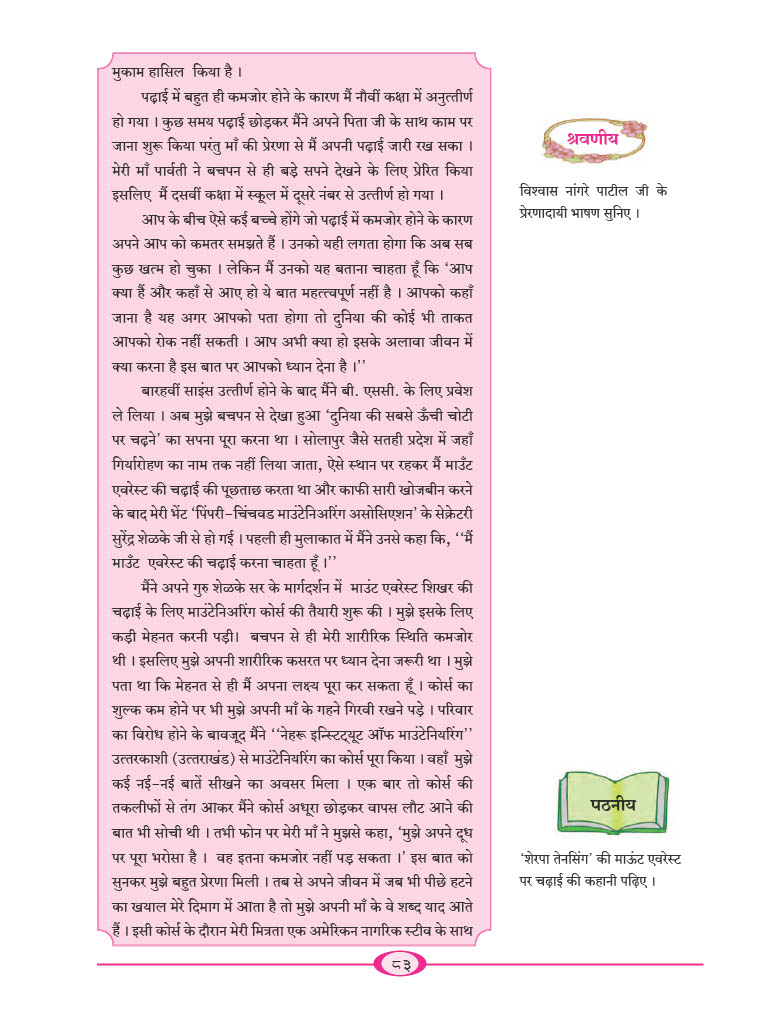 मुकाम हासिल किया है ।
पढ़ाई में बहुत ही कमजोर होने के कारण मैं नौवीं कक्षा में अनुत्तीर्ण
हो गया । कुछ समय पढ़ाई छोड़कर मैंने अपने पिता जी के साथ काम पर
जाना शुरू किया परंतु माँ की प्रेरणा से मैं अपनी पढ़ाई जारी रख सका ।
मेरी माँ पार्वती ने बचपन से ही बड़े सपने देखने के लिए प्रेरित किया
इसलिए मैं दसवीं कक्षा में स्कूल में दूसरे नंबर से उत्तीर्ण हो गया ।
आप के बीच ऐसे कई बच्चे होंगे जो पढ़ाई में कमजोर होने के कारण
अपने आप को कमतर समझते हैं । उनको यही लगता होगा कि अब सब
कुछ खत्म हो चुका । लेकिन मैं उनको यह बताना चाहता हूँ कि ‘आप
क्या हैं और कहाँ से आए हो ये बात महत्त्वपूर्ण नहीं है । आपको कहाँ
जाना है यह अगर आपको पता होगा तो दुनिया की कोई भी ताकत
आपको रोक नहीं सकती । आप अभी क्या हो इसके अलावा जीवन में
क्या करना है इस बात पर आपको ध्यान देना है ।’’
बारहवीं साइंस उत्तीर्ण होने के बाद मैंने बी. एससी. के लिए प्रवेश
ले लिया । अब मुझे बचपन से देखा हुआ ‘दुनिया की सबसे ऊँची चोटी
पर चढ़ने’ का सपना पूरा करना था । सोलापुर जैसे सतही प्रदेश में जहाँ
गिर्यारोहण का नाम तक नहीं लिया जाता, ऐसे स्थान पर रहकर मैं माउँट
एवरेस्ट की चढ़ाई की पूछताछ करता था और काफी सारी खोजबीन करने
के बाद मेरी भेंट ‘पिंपरी-चिंचवड माउंटेनिअरिंग असोसिएशन’ के सेक्रेटरी
सुरेंद्र शेळके जी से हो गई । पहली ही मुलाकात में मैंने उनसे कहा कि, ‘‘मैं
माउँट एवरेस्ट की चढ़ाई करना चाहता हूँ ।’’
मैंने अपने गुरु शेळके सर के मार्गदर्शन में माउंट एवरेस्ट शिखर की
चढ़ाई के लिए माउंटेनिअरिंग कोर्स की तैयारी शुरू की । मुझे इसके लिए
कड़ी मेहनत करनी पड़ी। बचपन से ही मेरी शारीरिक स्थिति कमजोर
थी । इसलिए मुझे अपनी शारीरिक कसरत पर ध्यान देना जरूरी था । मुझे
पता था कि मेहनत से ही मैं अपना लक्ष्य पूरा कर सकता हूँ । कोर्स का
शुल्क कम होने पर भी मुझे अपनी माँ के गहने गिरवी रखने पड़े । परिवार
का विरोध होने के बावजूद मैंने ‘‘नेहरू इन्स्टिट्यूट ऑफ माउंटेनियरिंग’’
उत्तरकाशी (उत्तराखंड) से माउंटेनियरिंग का कोर्स पूरा किया । वहाँ मुझे
कई नई-नई बातें सीखने का अवसर मिला । एक बार तो कोर्स की
तकलीफों से तंग आकर मैंने कोर्स अधूरा छोड़कर वापस लौट आने की
बात भी सोची थी । तभी फोन पर मेरी माँ ने मुझसे कहा, ‘मुझे अपने दूध
पर पूरा भरोसा है । वह इतना कमजोर नहीं पड़ सकता ।’ इस बात को
सुनकर मुझे बहुत प्रेरणा मिली । तब से अपने जीवन में जब भी पीछे हटने
का खयाल मेरे दिमाग में आता है तो मुझे अपनी माँ के वे शब्द याद आते
हैं । इसी कोर्स के दौरान मेरी मित्रता एक अमेरिकन नागरिक स्टीव के साथ
श्रवणीय
विश्वास नांगरे पाटील जी के
प्रेरणादायी भाषण सुनिए ।
पठनीय
‘शेरपा तेनसिंग’ की माऊंट एवरेस्ट
पर चढ़ाई की कहानी पढ़िए ।
८३